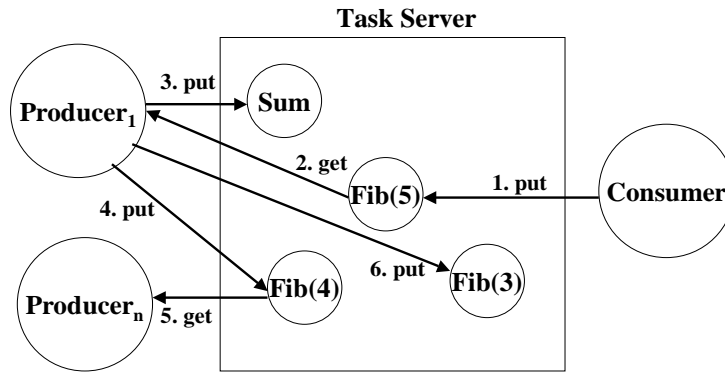 Task Server
3. put
Sum
Producer1
2. get
1. put
Fib(5)
Consumer
4. put
6. put
Fib(4)
Fib(3)
Producern
5. get